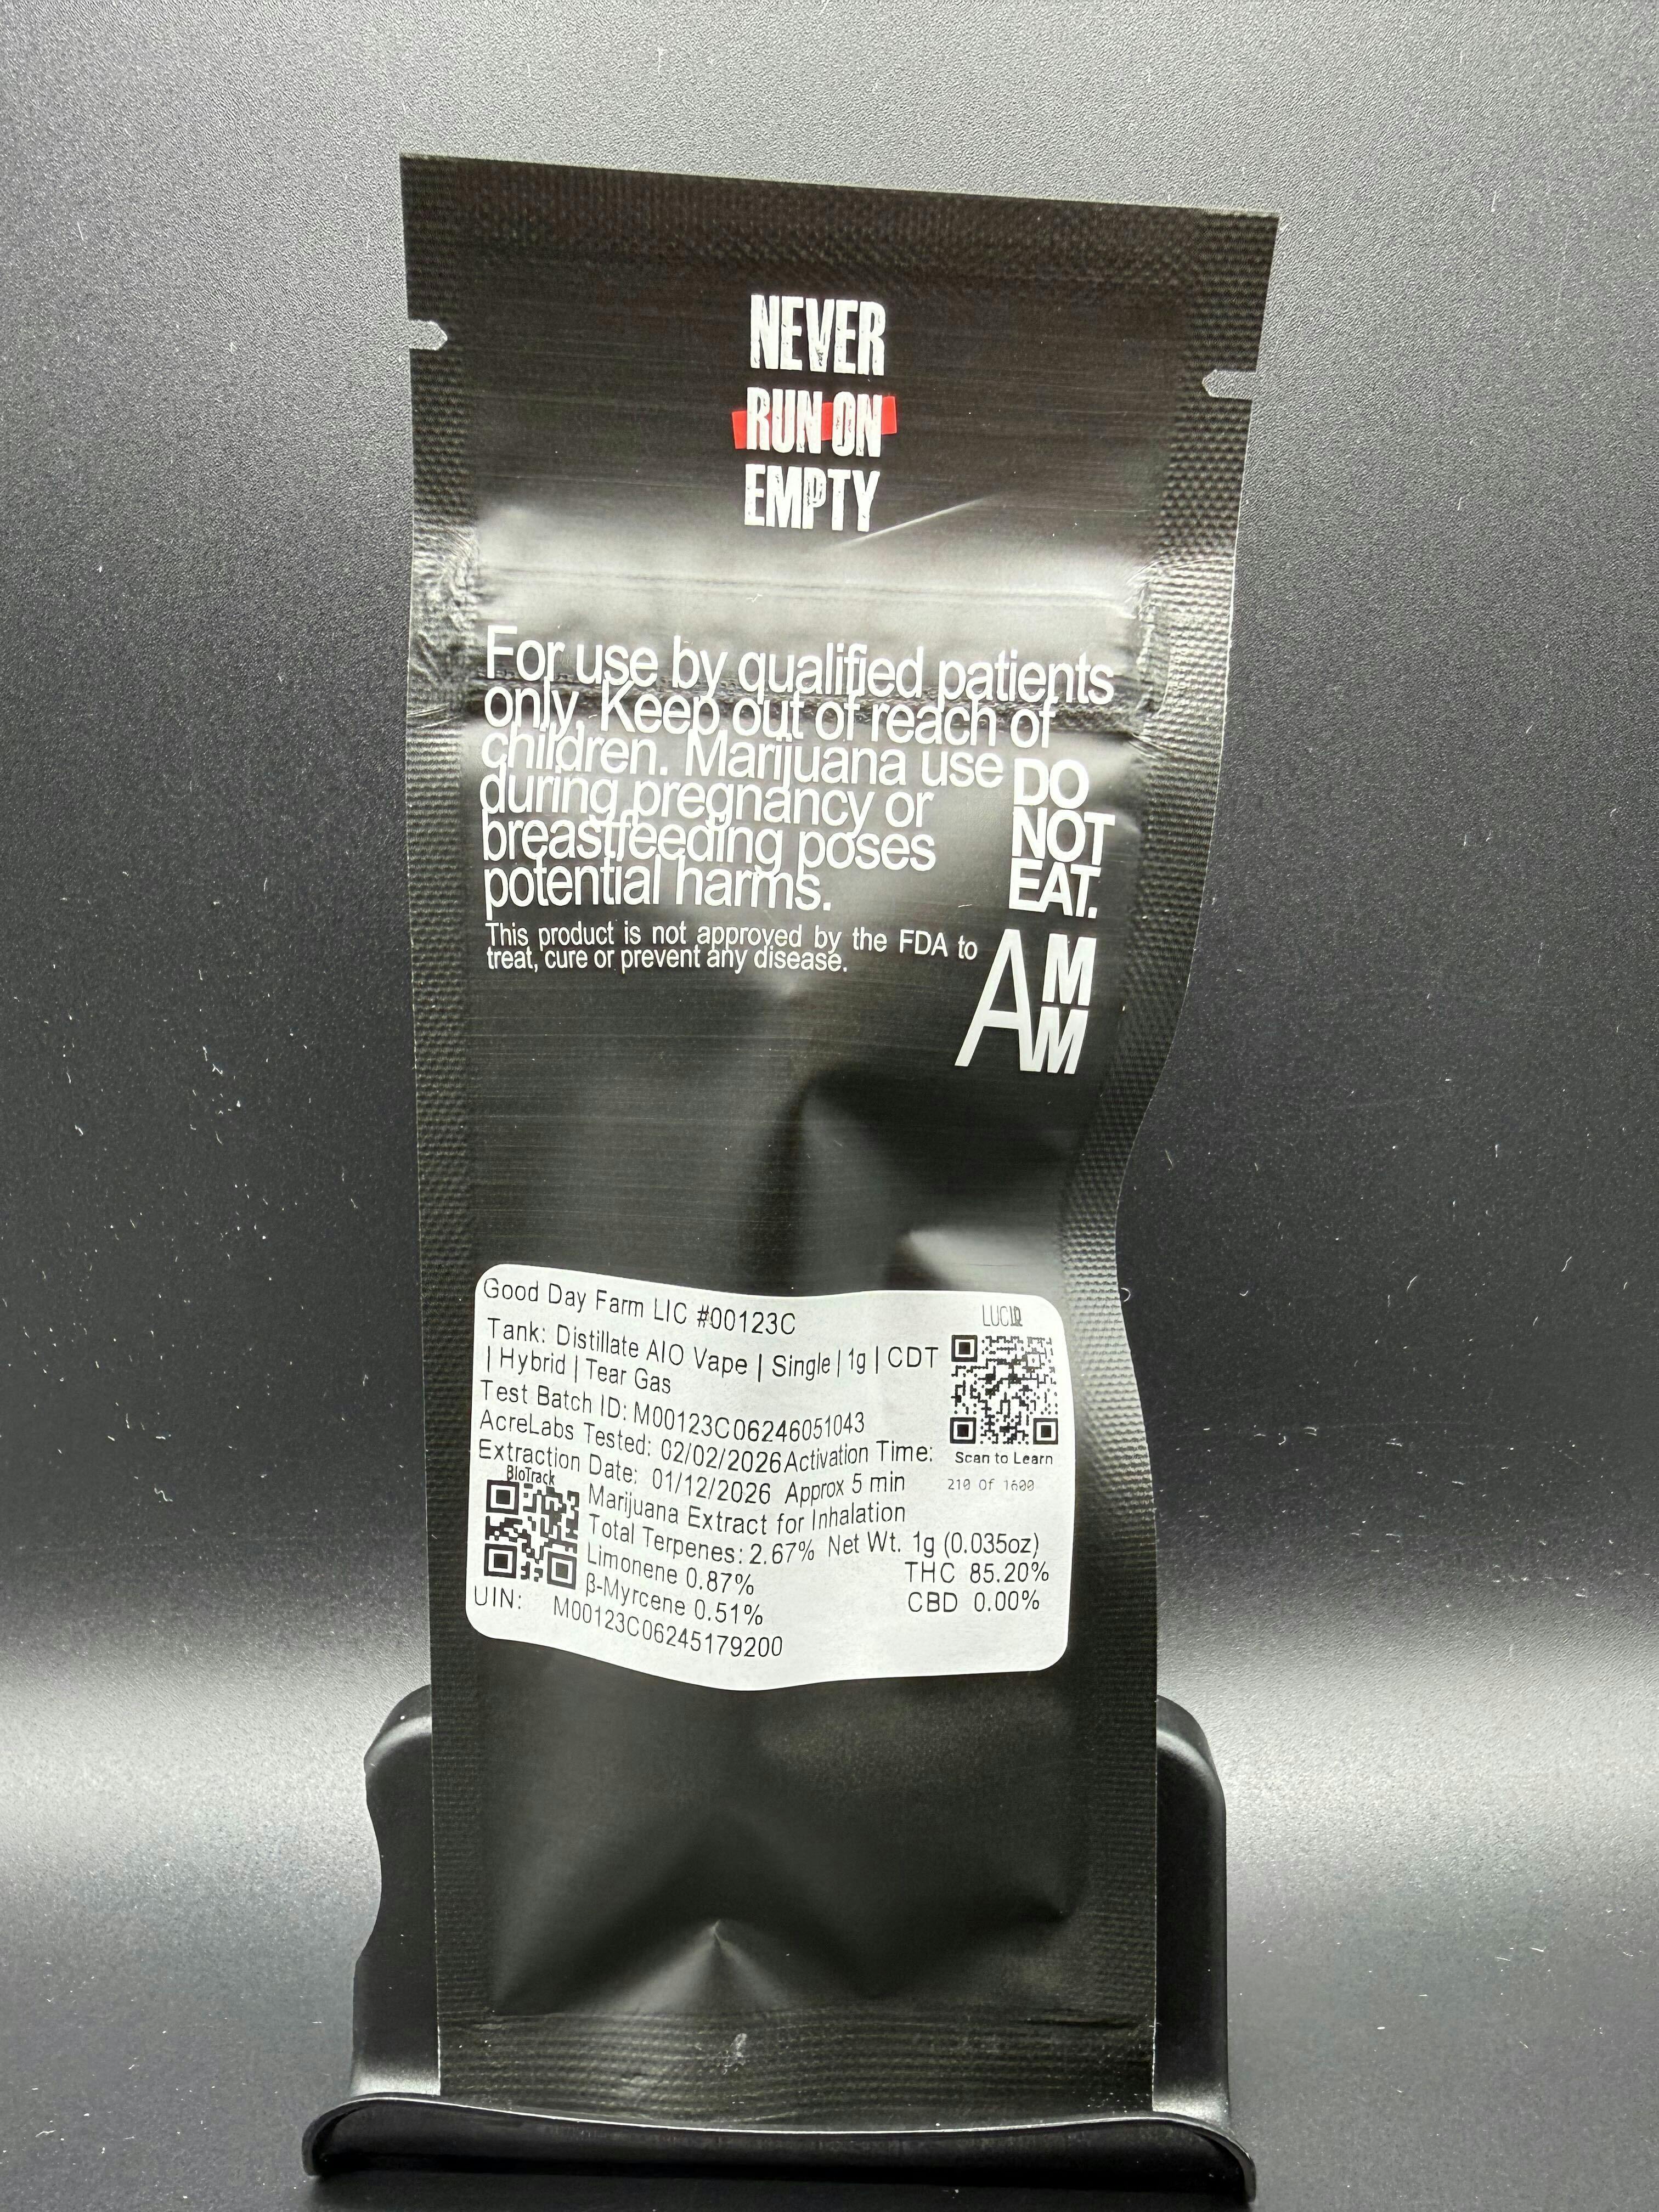 NEVER
RUN ON
EMPTY
For use by qualified patients
only, Keep out of reach of
children. Marijuana use
during pregnancy or
breastfeeding poses
potential harms.
DO
NOT
EAT.
This product is not approved by the FDA to
treat, cure or prevent any disease.
AM
M
Good Day Farm LIC #00123C
Tank: Distillate AIO Vape | Single | 1g | CDT
| Hybrid | Tear Gas
Test Batch ID: M00123C06246051043
AcreLabs Tested: 02/02/2026 Activation Time:
Extraction Date: 01/12/2026 Approx 5 min
Marijuana Extract for Inhalation
Total Terpenes: 2.67% Net Wt. 1g (0.035oz)
Limonene 0.87% THC 85.20%
β-Myrcene 0.51% CBD 0.00%
BioTrack
UIN: M00123C06245179200
LUCID
Scan to Learn
210 Of 1600